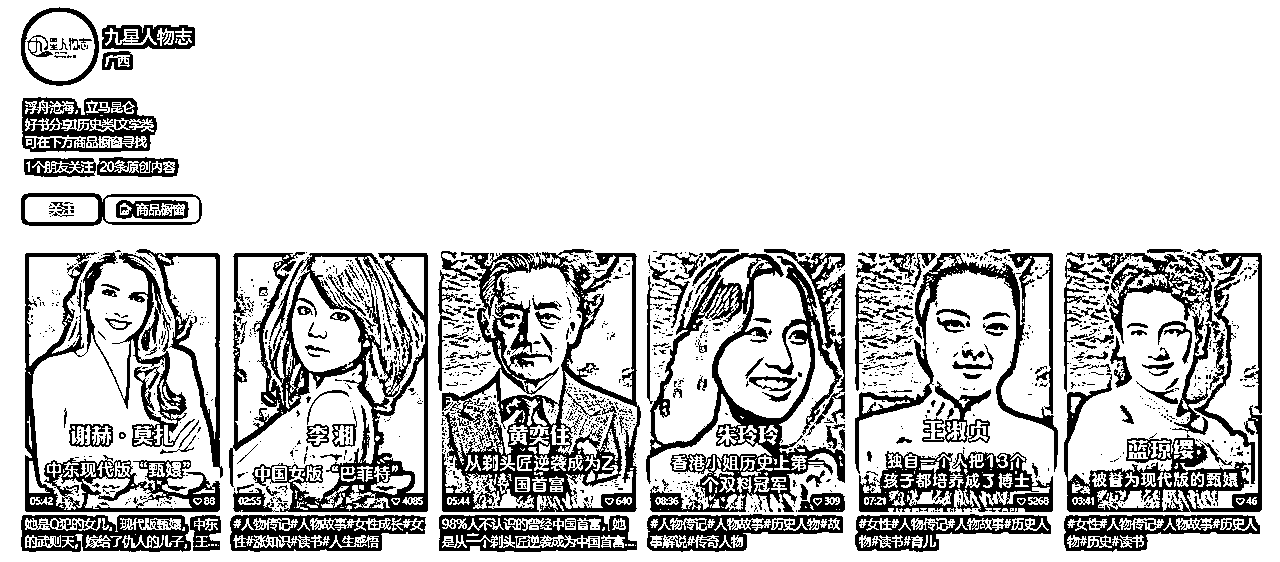 九星人物志
九星人物志
广西
浮舟沧海，立马昆仑
好书分享|历史类|文学类
可在下方商品橱窗寻找
1个朋友关注 20条原创内容
关注
商品橱窗
谢赫·莫扎
中东现代版“甄嬛”
05:42
88
她是Q犯的女儿，现代版甄嬛，中东
的武则天，嫁给了仇人的儿子，王...
李湘
中国女版“巴菲特”
02:55
4085
#人物传记#人物故事#女性成长#女
性#涨知识#读书#人生感悟
黄奕住
从剃头匠逆袭成为Z
国首富
05:44
640
98%人不认识的曾经中国首富，她
是从一个剃头匠逆袭成为中国首富...
朱玲玲
香港小姐历史上第一
个双料冠军
08:36
309
#人物传记#人物故事#历史人物#故
事解说#传奇人物
王淑贞
独自一个人把13个
孩子都培养成了博士
07:21
5268
#女性#人物传记#人物故事#历史人
物#读书#育儿
蓝琼缨
被誉为现代版的甄嬛
03:41
46
#女性#人物传记#人物故事#历史人
物#历史#读书